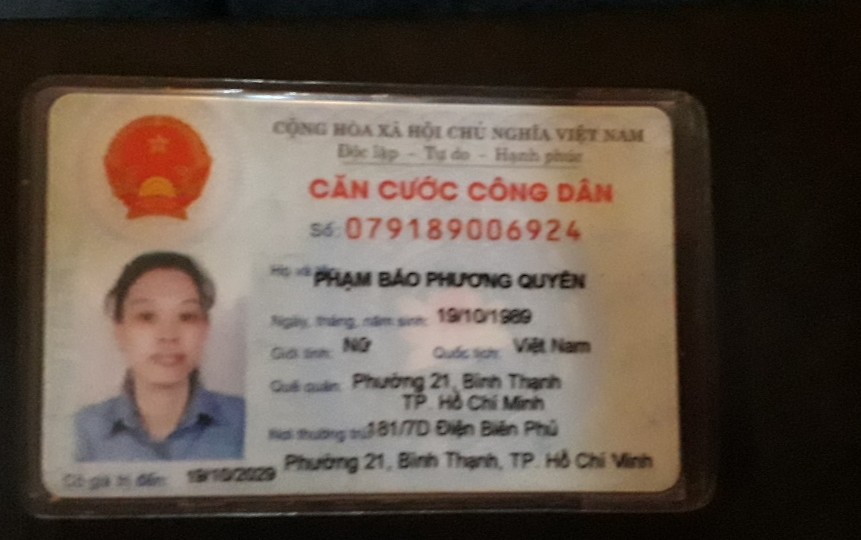 CỘNG HÒA XÃ HỘI CHỦ NGHĨA VIỆT NAM
Độc lập - Tự do - Hạnh phúc
CĂN CƯỚC CÔNG DÂN
Số: 079189006924
Họ và tên: PHẠM BẢO PHƯƠNG QUYÊN
Ngày, tháng, năm sinh: 19/10/1989
Giới tính: Nữ Quốc tịch: Việt Nam
Quê quán: Phường 21, Bình Thạnh
TP. Hồ Chí Minh
Nơi thường trú: 181/7D Điện Biên Phủ
Phường 21, Bình Thạnh, TP. Hồ Chí Minh
Có giá trị đến: 19/10/2029